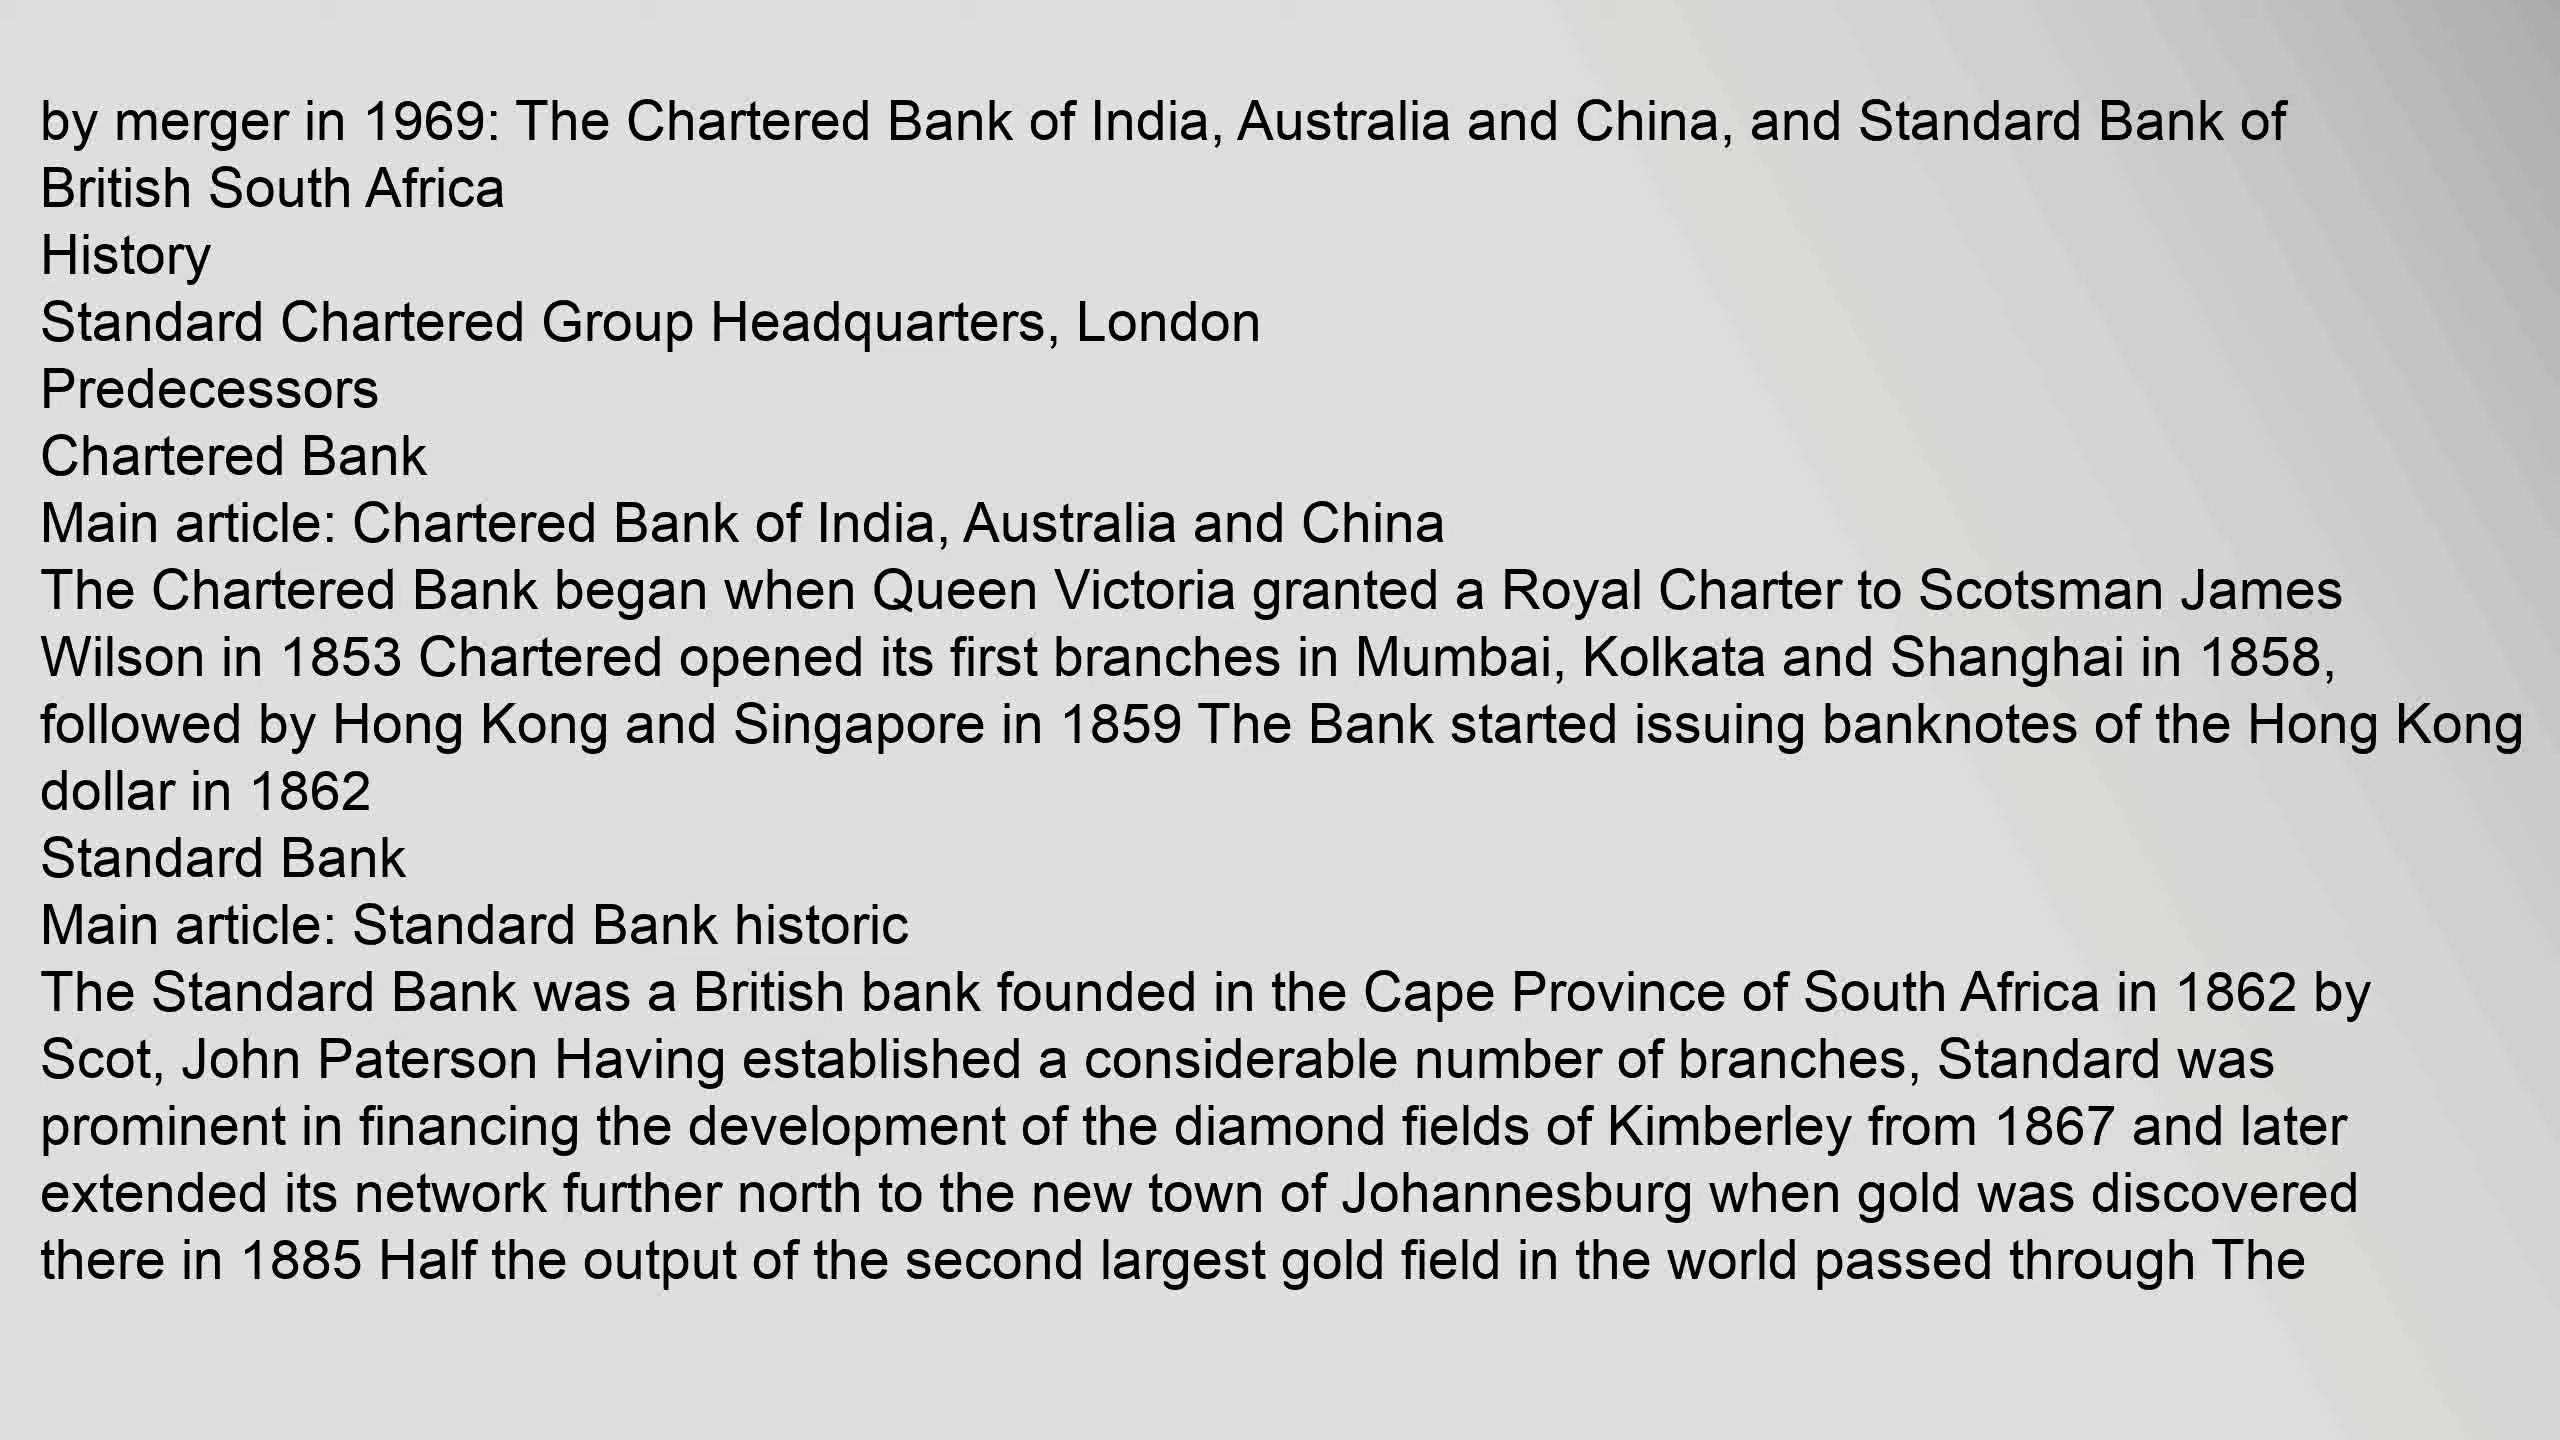 by merger in 1969: The Chartered Bank of India, Australia and China, and Standard Bank of
British South Africa
History
Standard Chartered Group Headquarters, London
Predecessors
Chartered Bank
Main article: Chartered Bank of India, Australia and China
The Chartered Bank began when Queen Victoria granted a Royal Charter to Scotsman James
Wilson in 1853 Chartered opened its first branches in Mumbai, Kolkata and Shanghai in 1858,
followed by Hong Kong and Singapore in 1859 The Bank started issuing banknotes of the Hong Kong
dollar in 1862
Standard Bank
Main article: Standard Bank historic
The Standard Bank was a British bank founded in the Cape Province of South Africa in 1862 by
Scot, John Paterson Having established a considerable number of branches, Standard was
prominent in financing the development of the diamond fields of Kimberley from 1867 and later
extended its network further north to the new town of Johannesburg when gold was discovered
there in 1885 Half the output of the second largest gold field in the world passed through The